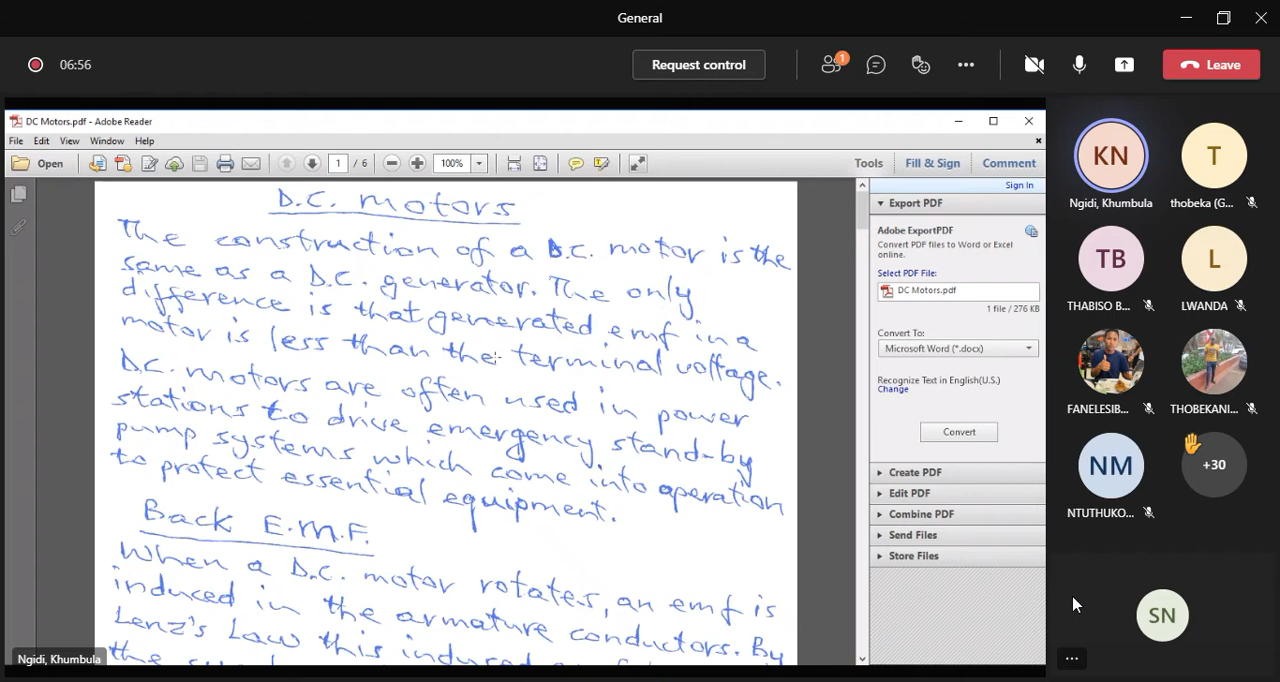 General
06:56
Request control
1
Leave
DC Motors.pdf - Adobe Reader
File Edit View Window Help
Open
1 / 6
100%
Tools
Fill & Sign
Comment
Sign In
D.C. motors
The construction of a D.C. motor is the
same as a D.C. generator. The only
difference is that generated emf in a
motor is less than the terminal voltage.
D.C. motors are often used in power
stations to drive emergency stand-by
pump systems which come into operation
to protect essential equipment.
Back E.M.F.
When a D.C. motor rotates, an emf is
induced in the armature conductors. By
Lenz's Law this induced
the
Export PDF
Adobe ExportPDF
Convert PDF files to Word or Excel
online.
Select PDF File:
DC Motors.pdf
1 file / 276 KB
Convert To:
Microsoft Word (*.docx)
Recognize Text in English(U.S.)
Change
Convert
Create PDF
Edit PDF
Combine PDF
Send Files
Store Files
Ngidi, Khumbula
KN
Ngidi, Khumbula
T
thobeka (G...
TB
THABISO B...
L
LWANDA
FANELESIB...
THOBEKANI...
NM
NTUTHUKO...
+30
SN